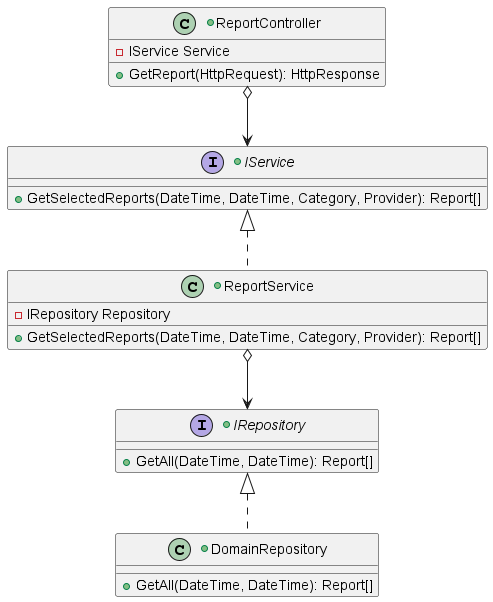 C ReportController
IService Service
GetReport(HttpRequest): HttpResponse
I IService
GetSelectedReports(DateTime, DateTime, Category, Provider): Report[]
C ReportService
IRepository Repository
GetSelectedReports(DateTime, DateTime, Category, Provider): Report[]
I IRepository
GetAll(DateTime, DateTime): Report[]
C DomainRepository
GetAll(DateTime, DateTime): Report[]